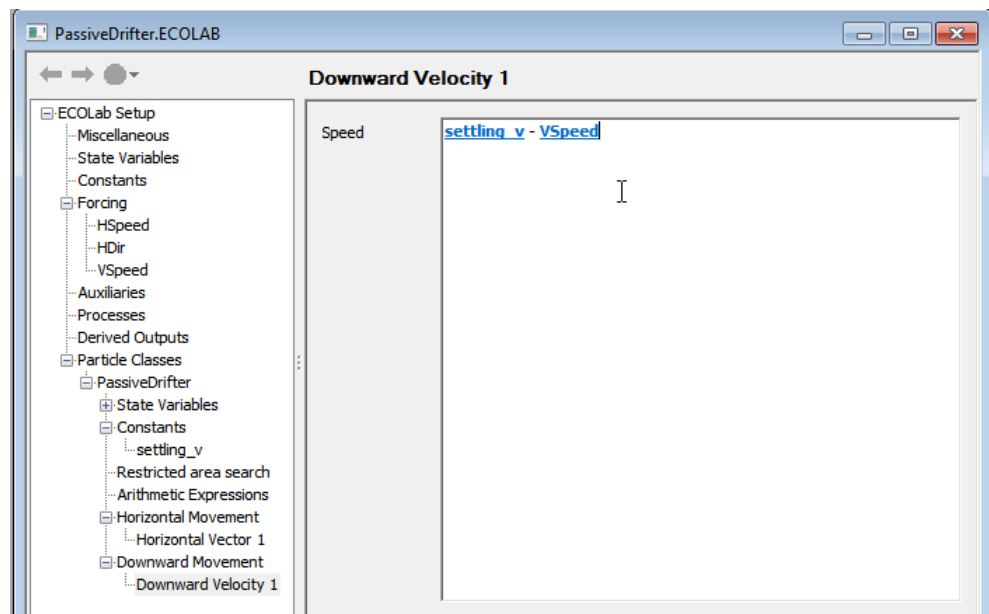 PassiveDrifter.ECOLAB
Downward Velocity 1
ECOLab Setup
Miscellaneous
State Variables
Constants
Forcing
HSpeed
HDir
VSpeed
Auxiliaries
Processes
Derived Outputs
Particle Classes
PassiveDrifter
State Variables
Constants
settling_v
Restricted area search
Arithmetic Expressions
Horizontal Movement
Horizontal Vector 1
Downward Movement
Downward Velocity 1
Speed
settling_v - VSpeed